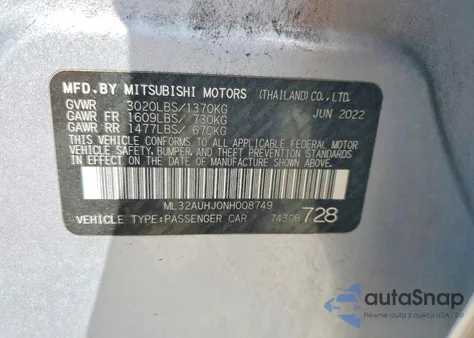 MFD.BY MITSUBISHI MOTORS (THAILAND) CO., LTD.
GVWR 3020LBS/1370KG JUN 2022
GAWR FR 1609LBS/ 730KG
GAWR RR 1477LBS/ 670KG
THIS VEHICLE CONFORMS TO ALL APPLICABLE FEDERAL MOTOR
VEHICLE SAFETY, BUMPER, AND THEFT PREVENTION STANDARDS
IN EFFECT ON THE DATE OF MANUFACTURE SHOWN ABOVE.
ML32AUHJ0NH008749
VEHICLE TYPE:PASSENGER CAR 74306 728
autoSnap